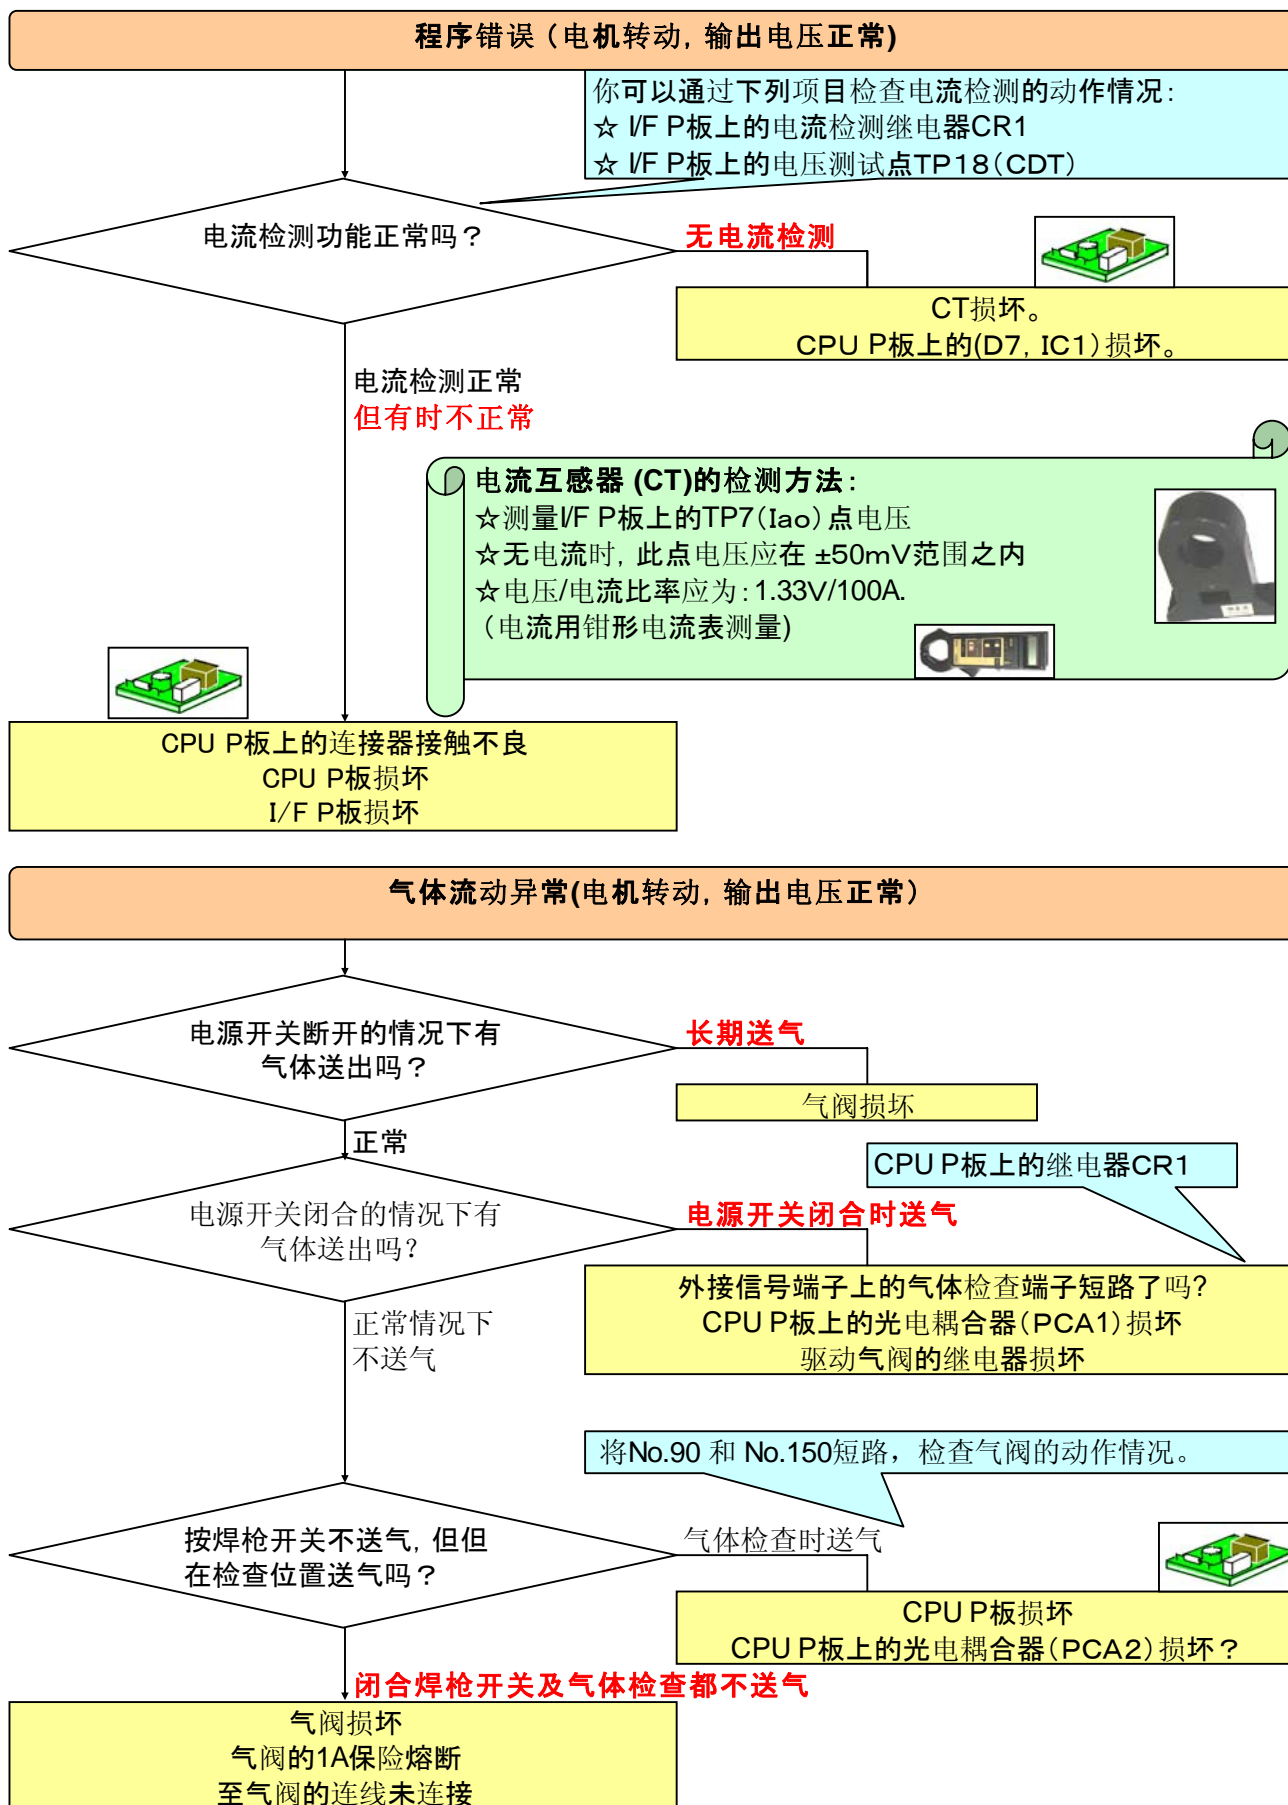 程序错误（电机转动, 输出电压正常)
你可以通过下列项目检查电流检测的动作情况:
☆ I/F P板上的电流检测继电器CR1
☆ I/F P板上的电压测试点TP18(CDT)
电流检测功能正常吗？
无电流检测
CT损坏。
CPU P板上的(D7, IC1)损坏。
电流检测正常
但有时不正常
电流互感器 (CT)的检测方法:
☆测量I/F P板上的TP7(Iao)点电压
☆无电流时, 此点电压应在 ±50mV范围之内
☆电压/电流比率应为:1.33V/100A.
（电流用钳形电流表测量)
CPU P板上的连接器接触不良
CPU P板损坏
I/F P板损坏
气体流动异常(电机转动, 输出电压正常）
电源开关断开的情况下有
气体送出吗？
长期送气
气阀损坏
正常
CPU P板上的继电器CR1
电源开关闭合的情况下有
气体送出吗?
电源开关闭合时送气
外接信号端子上的气体检查端子短路了吗?
CPU P板上的光电耦合器(PCA1)损坏
驱动气阀的继电器损坏
正常情况下
不送气
将No.90 和 No.150短路，检查气阀的动作情况。
按焊枪开关不送气, 但但
在检查位置送气吗？
气体检查时送气
CPU P板损坏
CPU P板上的光电耦合器(PCA2)损坏？
闭合焊枪开关及气体检查都不送气
气阀损坏
气阀的1A保险熔断
至气阀的连线未连接